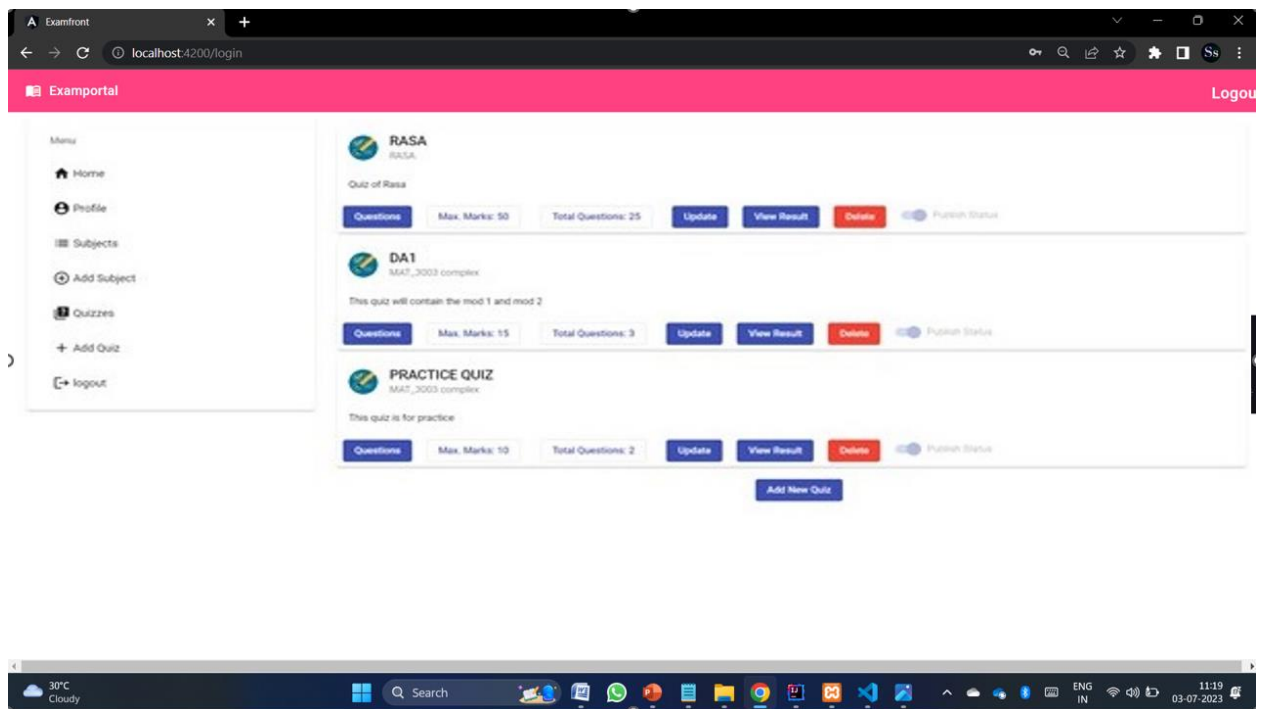 Examfront
localhost:4200/login
Ss
Examportal
Logou
Menu
Home
Profile
Subjects
Add Subject
Quizzes
Add Quiz
logout
RASA
RASA
Quiz of Rasa
Questions Max. Marks: 50 Total Questions: 25 Update View Result Delete Publish Status
DA1
MAT_3003 complex
This quiz will contain the mod 1 and mod 2
Questions Max. Marks: 15 Total Questions: 3 Update View Result Delete Publish Status
PRACTICE QUIZ
MAT_3003 complex
This quiz is for practice
Questions Max. Marks: 10 Total Questions: 2 Update View Result Delete Publish Status
Add New Quiz
30°C
Cloudy
Search
ENG
IN
11:19
03-07-2023